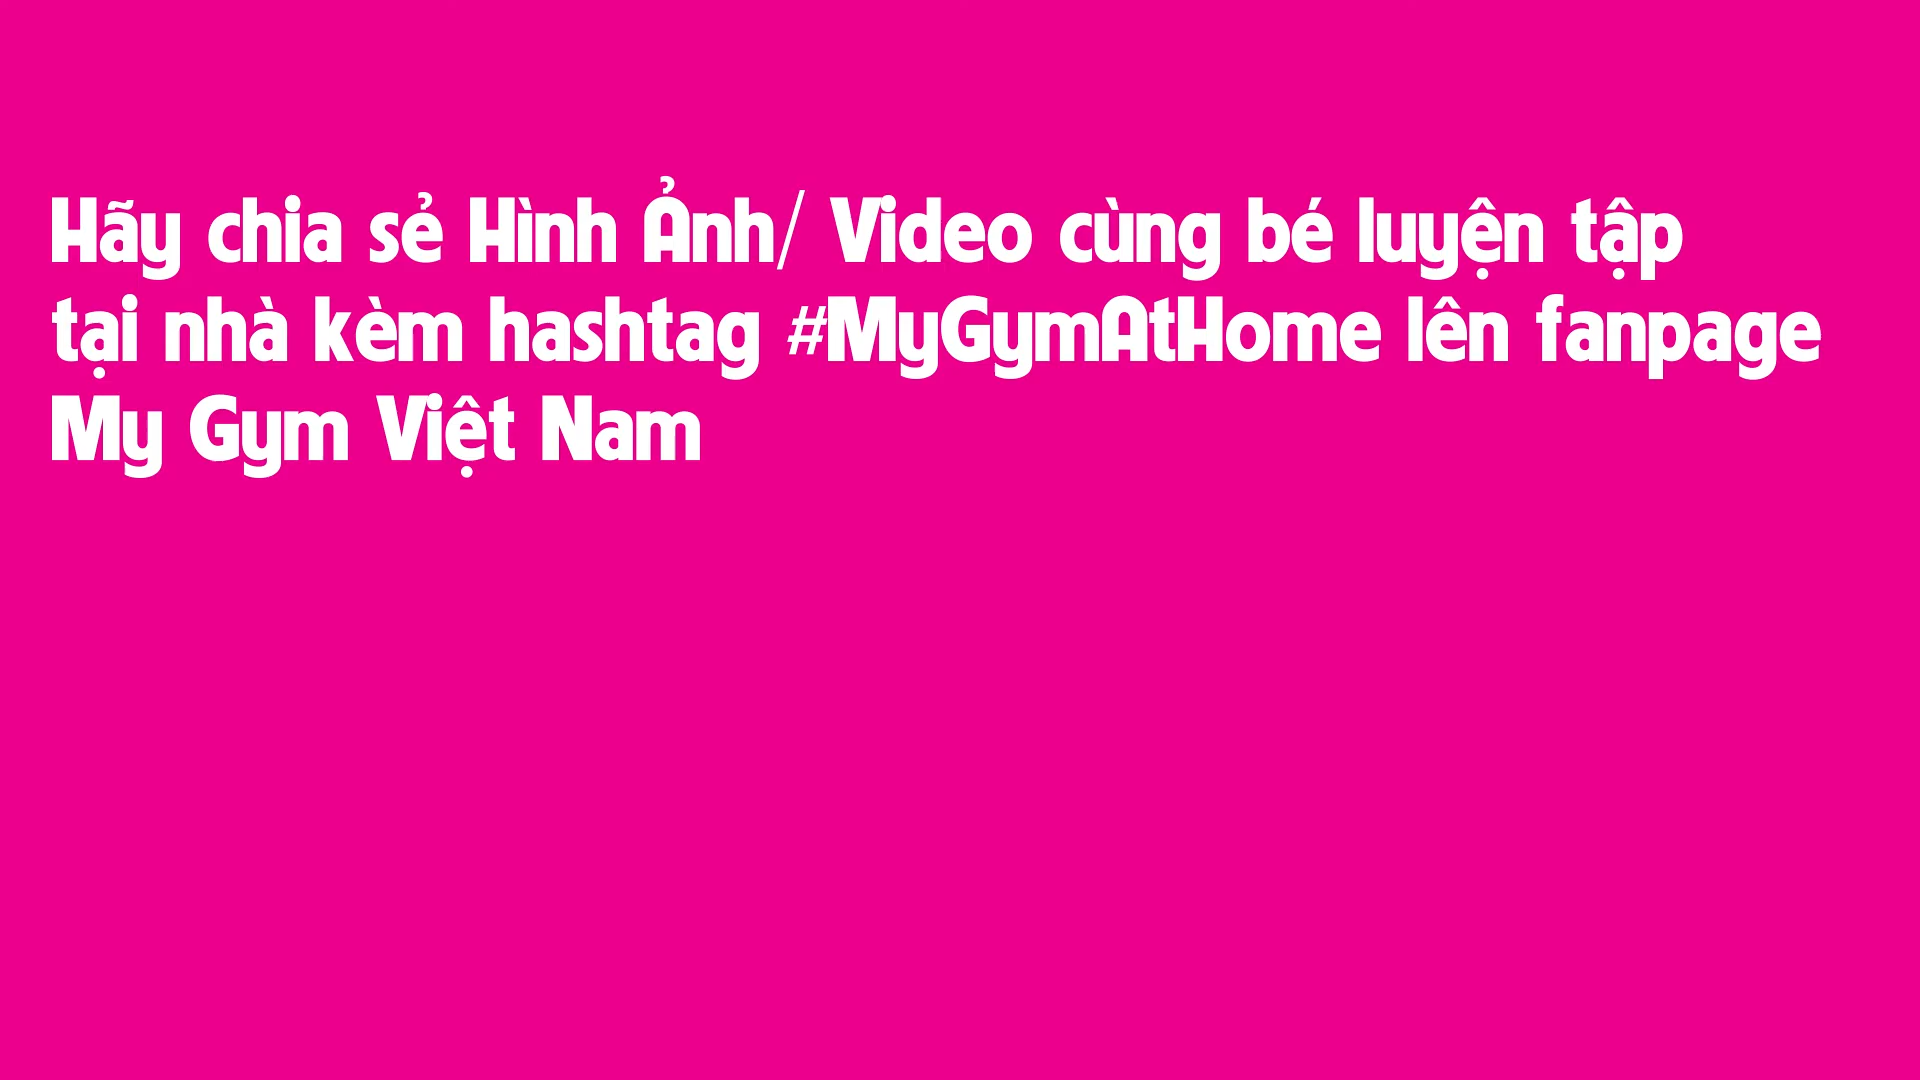 Hãy chia sẻ Hình Ảnh/ Video cùng bé luyện tập
tại nhà kèm hashtag #MyGymAtHome lên fanpage
My Gym Việt Nam